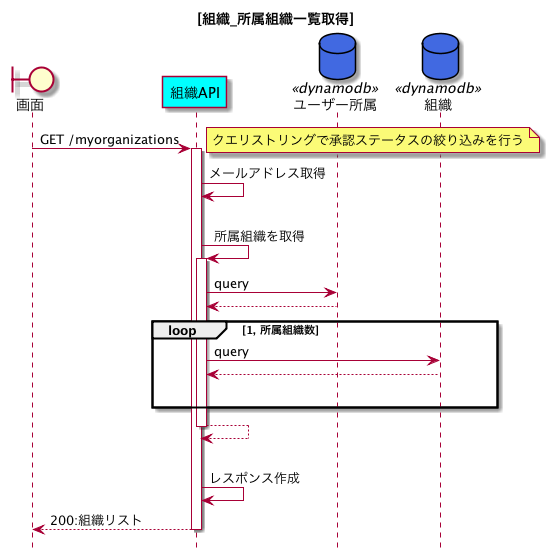 [組織_所属組織一覧取得]
画面
組織API
«dynamodb»
ユーザー所属
«dynamodb»
組織
GET /myorganizations
クエリストリングで承認ステータスの絞り込みを行う
メールアドレス取得
所属組織を取得
query
loop
[1, 所属組織数]
query
レスポンス作成
200:組織リスト